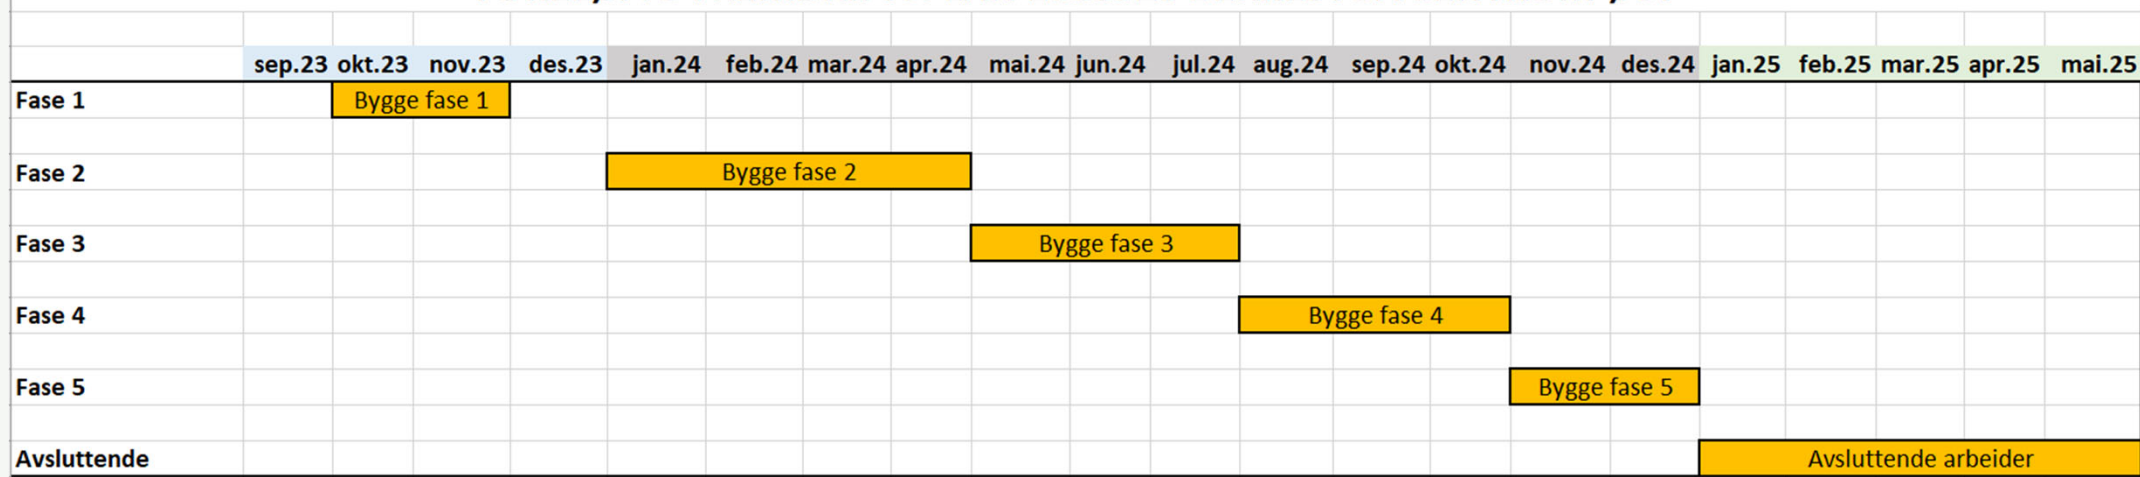 sep.23 okt.23 nov.23 des.23 jan.24 feb.24 mar.24 apr.24 mai.24 jun.24 jul.24 aug.24 sep.24 okt.24 nov.24 des.24 jan.25 feb.25 mar.25 apr.25 mai.25
Fase 1 Bygge fase 1
Fase 2 Bygge fase 2
Fase 3 Bygge fase 3
Fase 4 Bygge fase 4
Fase 5 Bygge fase 5
Avsluttende Avsluttende arbeider